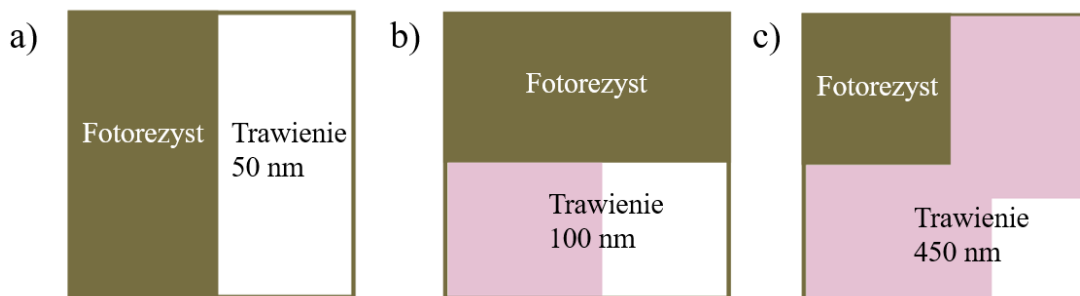 a)
Fotorezyst
Trawienie
50 nm
b)
Fotorezyst
Trawienie
100 nm
c)
Fotorezyst
Trawienie
450 nm